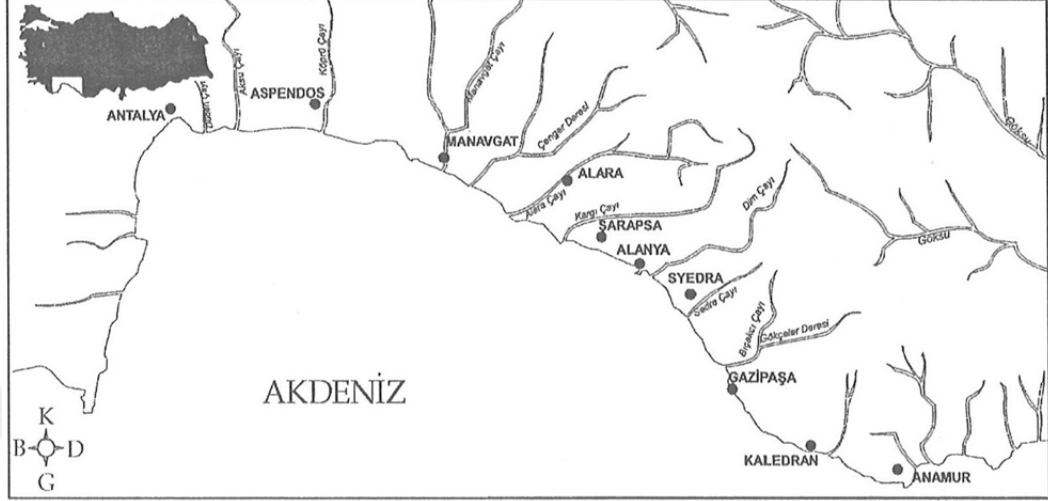 ANTALYA
Aksu Çayı
ASPENDOS
Köprü Çayı
MANAVGAT
Manavgat Çayı
Çenger Deresi
ALARA
Alara Çayı
Kargı Çayı
ŞARAPSA
ALANYA
Dim Çayı
SYEDRA
Sedre Çayı
Bıçakcı Çayı
Gökçeler Deresi
GAZİPAŞA
KALEDRAN
ANAMUR
Göksu
Göksu
AKDENİZ
K
B D
G